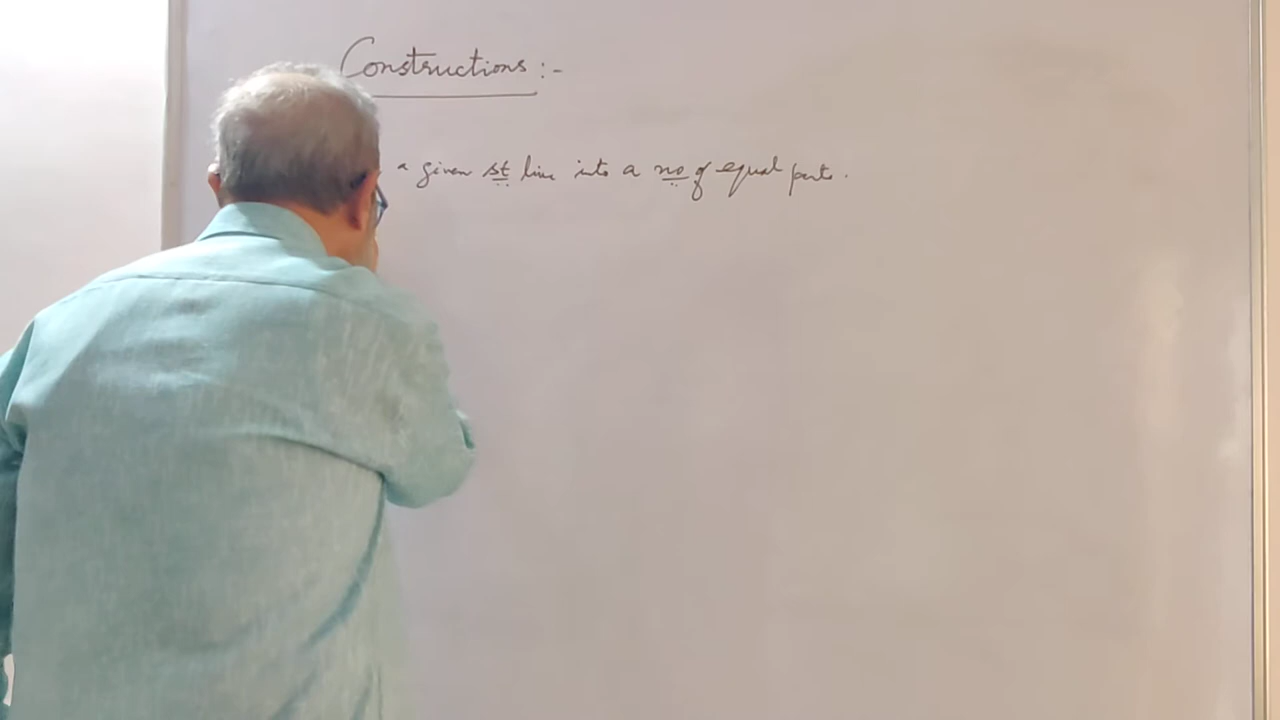 Constructions :-
a given st line into a no of equal parts.